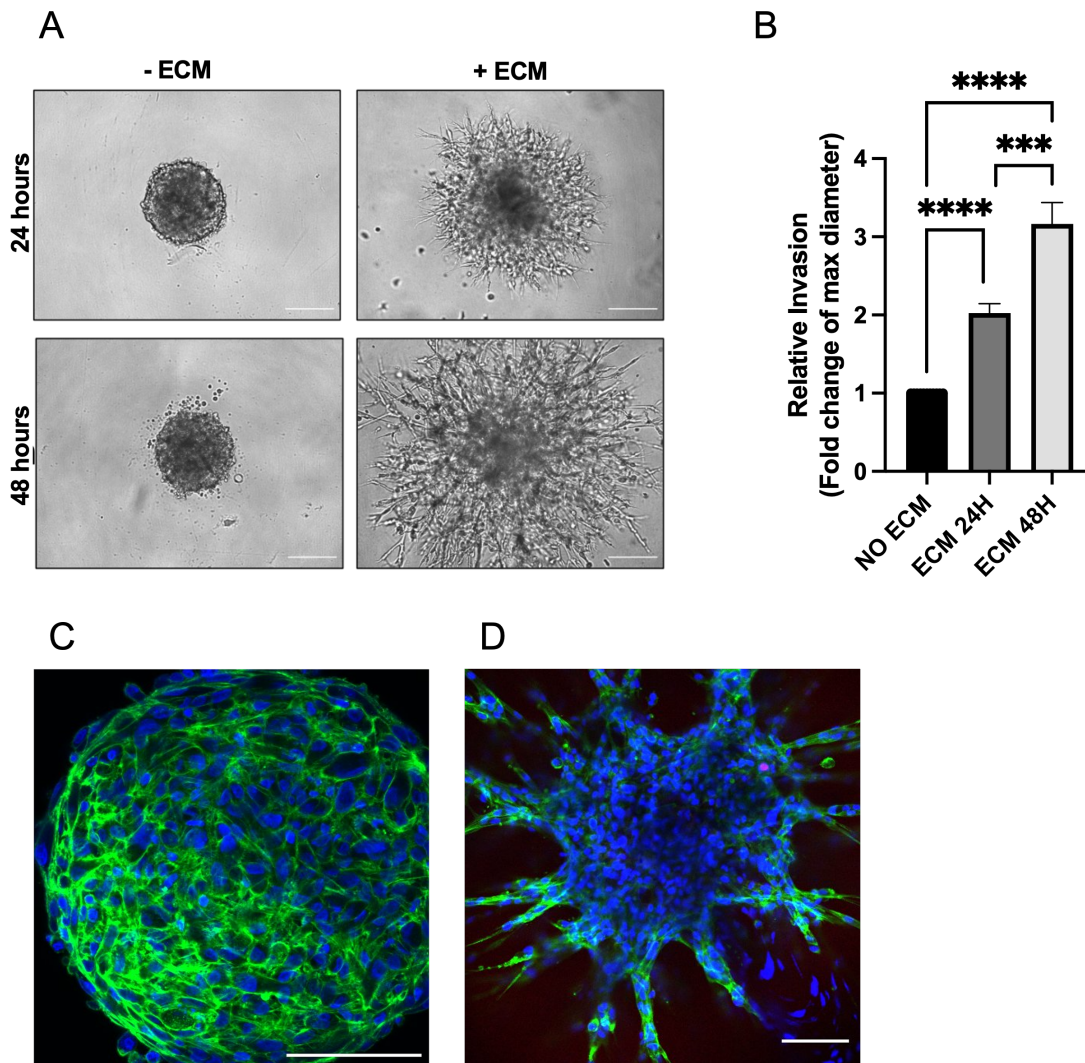 A
- ECM
+ ECM
24 hours
48 hours
B
Relative Invasion
(Fold change of max diameter)
****
***
****
4
3
2
1
0
NO ECM
ECM 24H
ECM 48H
C
D